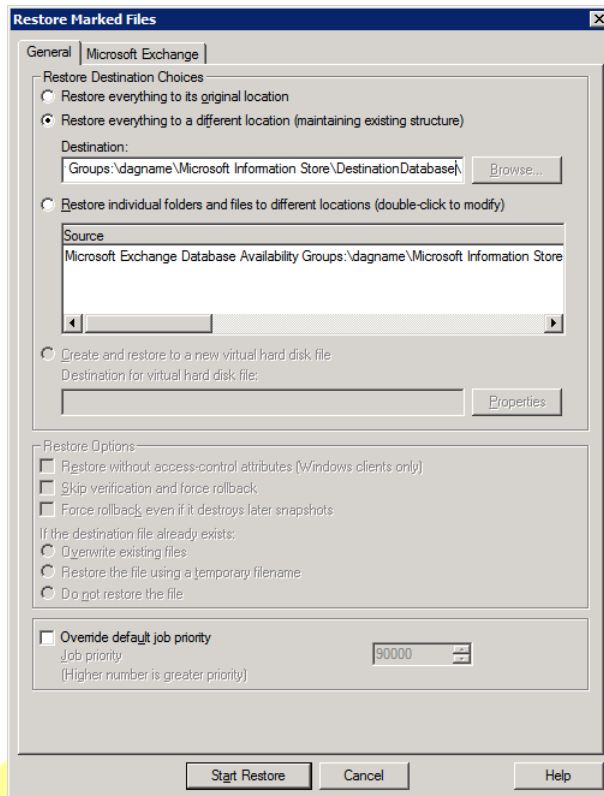 Restore Marked Files
General
Microsoft Exchange
Restore Destination Choices
Restore everything to its original location
Restore everything to a different location (maintaining existing structure)
Destination:
Groups:\dagname\Microsoft Information Store\DestinationDatabase\
Browse...
Restore individual folders and files to different locations (double-click to modify)
Source
Microsoft Exchange Database Availability Groups:\dagname\Microsoft Information Store
Create and restore to a new virtual hard disk file
Destination for virtual hard disk file:
Properties
Restore Options
Restore without access-control attributes (Windows clients only)
Skip verification and force rollback
Force rollback even if it destroys later snapshots
If the destination file already exists:
Overwrite existing files
Restore the file using a temporary filename
Do not restore the file
Override default job priority
Job priority
90000
(Higher number is greater priority)
Start Restore
Cancel
Help